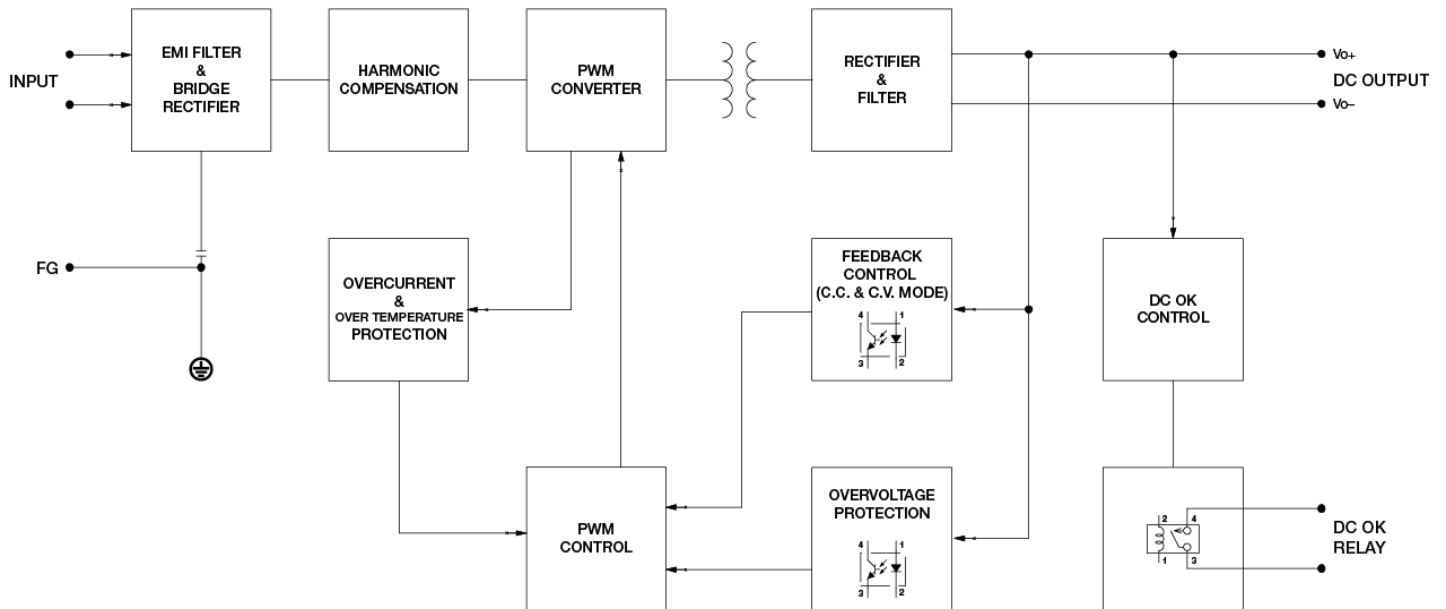 INPUT
EMI FILTER
&
BRIDGE
RECTIFIER
HARMONIC
COMPENSATION
PWM
CONVERTER
RECTIFIER
&
FILTER
Vo+
DC OUTPUT
Vo–
FG
OVERCURRENT
&
OVER TEMPERATURE
PROTECTION
FEEDBACK
CONTROL
(C.C. & C.V. MODE)
4 1
3 2
DC OK
CONTROL
PWM
CONTROL
OVERVOLTAGE
PROTECTION
4 1
3 2
2 4
1 3
DC OK
RELAY